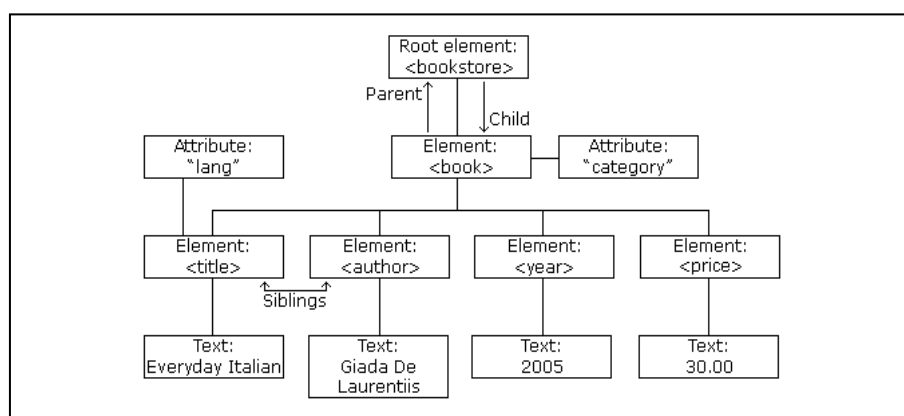 Root element:
<bookstore>
Parent
Child
Attribute:
“lang”
Element:
<book>
Attribute:
“category”
Element:
<title>
Element:
<author>
Element:
<year>
Element:
<price>
Siblings
Text:
Everyday Italian
Text:
Giada De
Laurentiis
Text:
2005
Text:
30.00